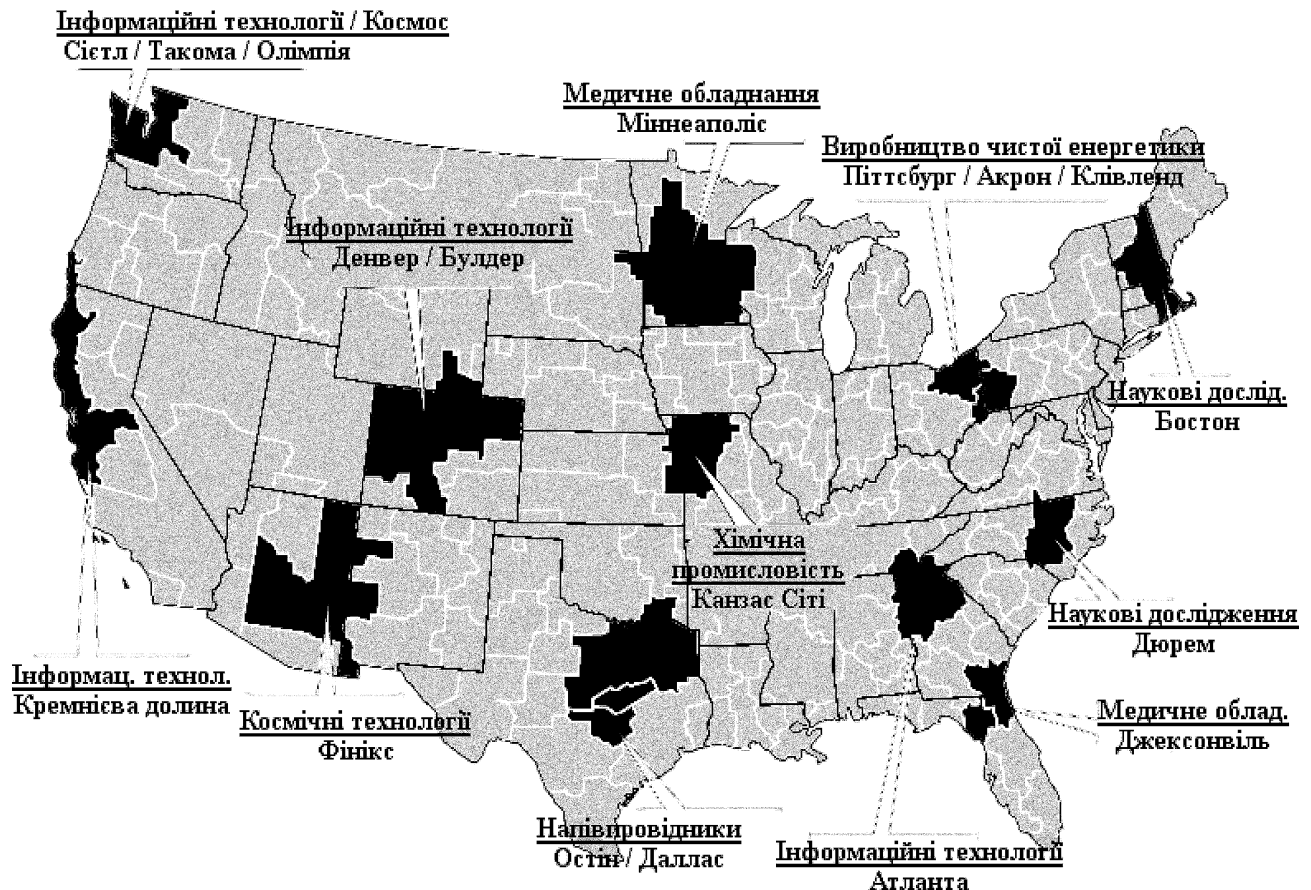 Інформаційні технології / Космос
Сієтл / Такома / Олімпія
Медичне обладнання
Міннеаполіс
Виробництво чистої енергетики
Піттсбург / Акрон / Клівленд
Інформаційні технології
Денвер / Булдер
Наукові дослід.
Бостон
Хімічна
промисловість
Канзас Сіті
Наукові дослідження
Дюрем
Інформац. технол.
Кремнієва долина
Космічні технології
Фінікс
Медичне облад.
Джексонвіль
Напівпровідники
Остін / Даллас
Інформаційні технології
Атланта